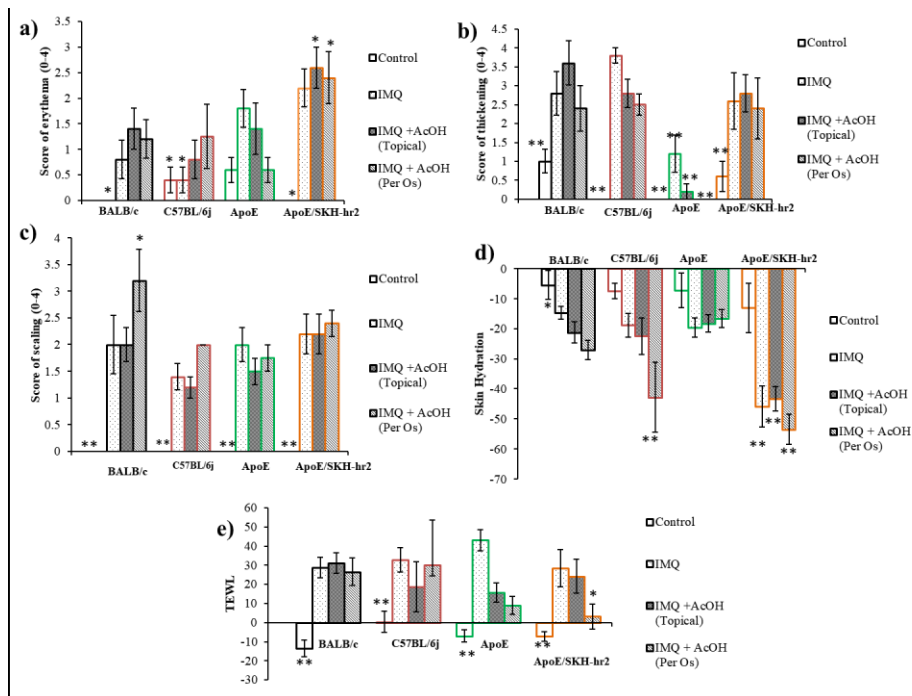 a)
Score of erythema (0-4)
3.5
3
2.5
2
1.5
1
0.5
0
*
* *
* *
BALB/c C57BL/6j ApoE ApoE/SKH-hr2
Control
IMQ
IMQ +AcOH
(Topical)
IMQ + AcOH
(Per Os)
b)
Score of thickening (0-4)
4.5
4
3.5
3
2.5
2
1.5
1
0.5
0
**
**
**
**
**
**
**
BALB/c C57BL/6j ApoE ApoE/SKH-hr2
Control
IMQ
IMQ +AcOH
(Topical)
IMQ + AcOH
(Per Os)
c)
Score of scaling (0-4)
4
3.5
3
2.5
2
1.5
1
0.5
0
*
** ** ** **
BALB/c C57BL/6j ApoE ApoE/SKH-hr2
Control
IMQ
IMQ +AcOH
(Topical)
IMQ + AcOH
(Per Os)
d)
BALB/c C57BL/6j ApoE ApoE/SKH-hr2
Skin Hydration
0
-10
-20
-30
-40
-50
-60
-70
*
**
**
**
**
Control
IMQ
IMQ +AcOH
(Topical)
IMQ + AcOH
(Per Os)
e)
TEWL
60
50
40
30
20
10
0
-10
-20
-30
**
**
**
**
*
BALB/c C57BL/6j ApoE ApoE/SKH-hr2
Control
IMQ
IMQ +AcOH
(Topical)
IMQ + AcOH
(Per Os)